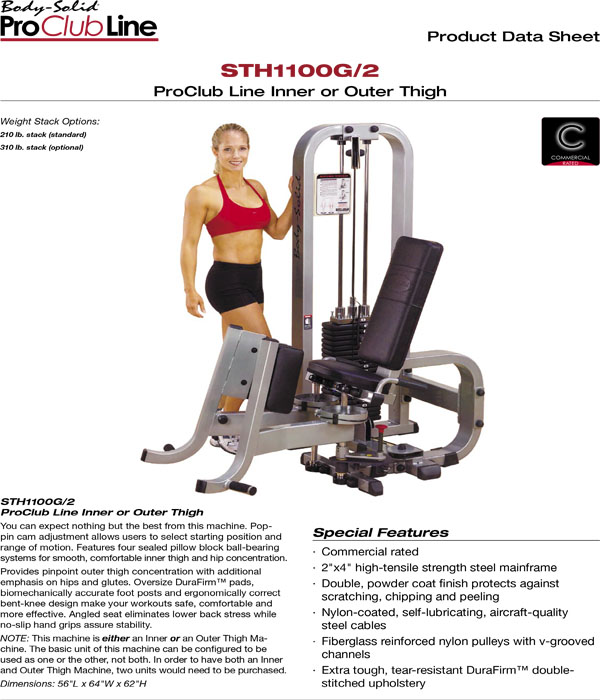 Body-Solid
ProClubLine
Product Data Sheet
STH1100G/2
ProClub Line Inner or Outer Thigh
Weight Stack Options:
210 lb. stack (standard)
310 lb. stack (optional)
C
COMMERCIAL
RATED
Body-Solid
STH1100G/2
ProClub Line Inner or Outer Thigh
You can expect nothing but the best from this machine. Pop-
pin cam adjustment allows users to select starting position and
range of motion. Features four sealed pillow block ball-bearing
systems for smooth, comfortable inner thigh and hip concentration.
Provides pinpoint outer thigh concentration with additional
emphasis on hips and glutes. Oversize DuraFirm™ pads,
biomechanically accurate foot posts and ergonomically correct
bent-knee design make your workouts safe, comfortable and
more effective. Angled seat eliminates lower back stress while
no-slip hand grips assure stability.
NOTE: This machine is either an Inner or an Outer Thigh Ma-
chine. The basic unit of this machine can be configured to be
used as one or the other, not both. In order to have both an Inner
and Outer Thigh Machine, two units would need to be purchased.
Dimensions: 56"L x 64"W x 62"H
Special Features
· Commercial rated
· 2"x4" high-tensile strength steel mainframe
· Double, powder coat finish protects against
scratching, chipping and peeling
· Nylon-coated, self-lubricating, aircraft-quality
steel cables
· Fiberglass reinforced nylon pulleys with v-grooved
channels
· Extra tough, tear-resistant DuraFirm™ double-
stitched upholstery